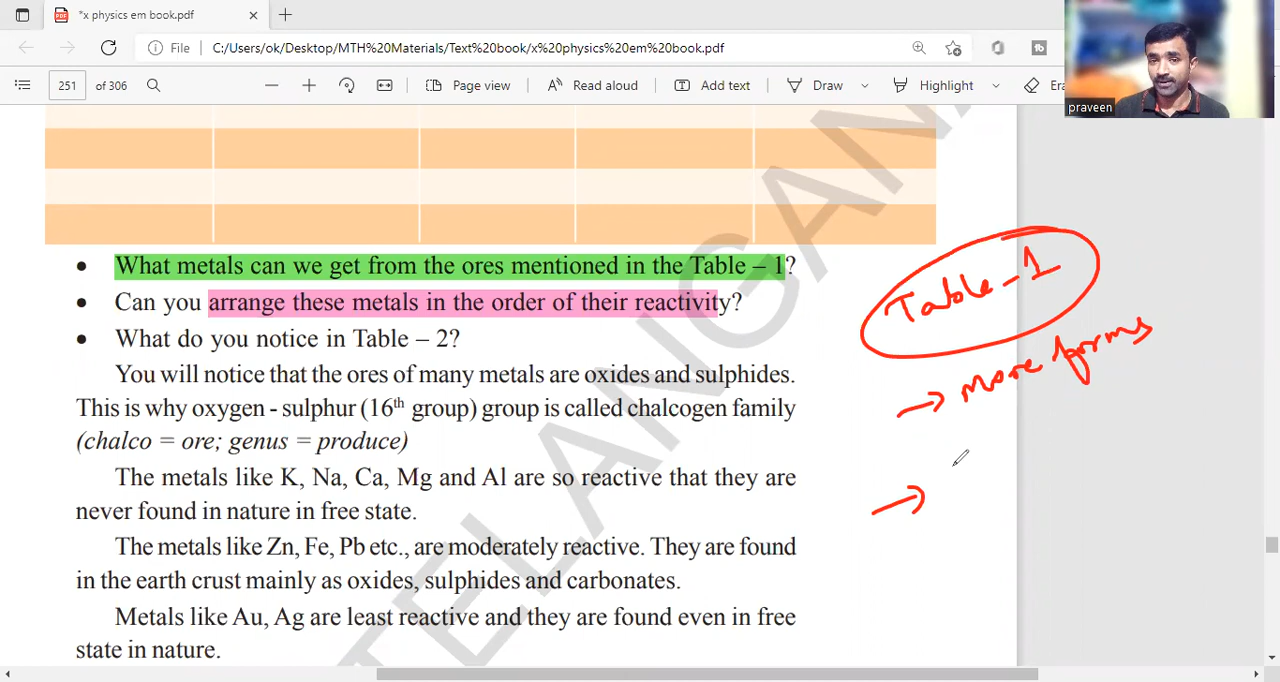 *x physics em book.pdf
File C:/Users/ok/Desktop/MTH%20Materials/Text%20book/x%20physics%20em%20book.pdf
251 of 306 Page view Read aloud Add text Draw Highlight Era
praveen
• What metals can we get from the ores mentioned in the Table – 1?
• Can you arrange these metals in the order of their reactivity?
• What do you notice in Table – 2?
You will notice that the ores of many metals are oxides and sulphides.
This is why oxygen - sulphur (16th group) group is called chalcogen family
(chalco = ore; genus = produce)
The metals like K, Na, Ca, Mg and Al are so reactive that they are
never found in nature in free state.
The metals like Zn, Fe, Pb etc., are moderately reactive. They are found
in the earth crust mainly as oxides, sulphides and carbonates.
Metals like Au, Ag are least reactive and they are found even in free
state in nature.
Table-1
→ more forms
→
TELANGANA